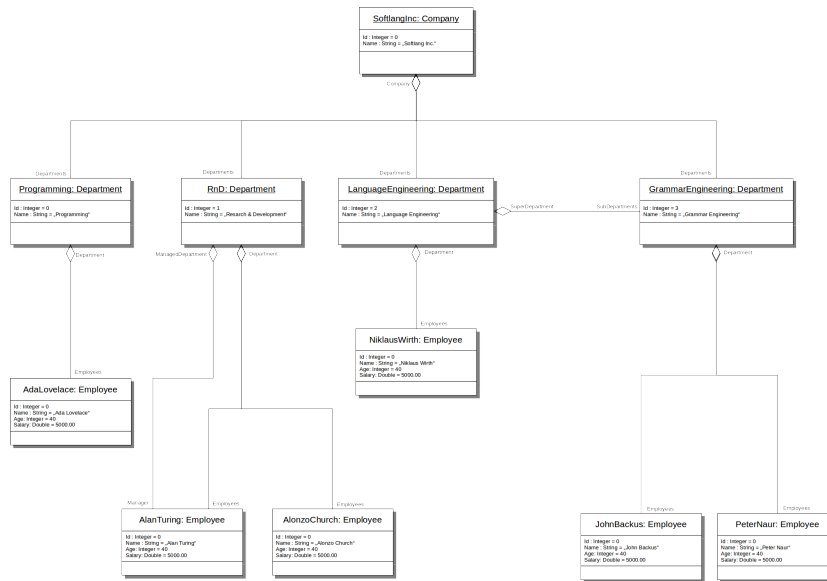 SoftlangInc: Company
Id : Integer = 0
Name : String = „Softlang Inc."
Company
Departments
Departments
Departments
Departments
Programming: Department
Id : Integer = 0
Name : String = „Programming"
RnD: Department
Id : Integer = 1
Name : String = „Resarch & Development"
LanguageEngineering: Department
Id : Integer = 2
Name : String = „Language Engineering"
SuperDepartment
SubDepartments
GrammarEngineering: Department
Id : Integer = 3
Name : String = „Grammar Engineering"
Department
ManagedDepartment
Department
Department
Department
Employees
NiklausWirth: Employee
Id : Integer = 0
Name : String = „Niklaus Wirth"
Age: Integer = 40
Salary: Double = 5000.00
Employees
AdaLovelace: Employee
Id : Integer = 0
Name : String = „Ada Lovelace"
Age: Integer = 40
Salary: Double = 5000.00
Manager
Employees
Employees
Employees
Employees
AlanTuring: Employee
Id : Integer = 0
Name : String = „Alan Turing"
Age: Integer = 40
Salary: Double = 5000.00
AlonzoChurch: Employee
Id : Integer = 0
Name : String = „Alonzo Church"
Age: Integer = 40
Salary: Double = 5000.00
JohnBackus: Employee
Id : Integer = 0
Name : String = „John Backus"
Age: Integer = 40
Salary: Double = 5000.00
PeterNaur: Employee
Id : Integer = 0
Name : String = „Peter Naur"
Age: Integer = 40
Salary: Double = 5000.00